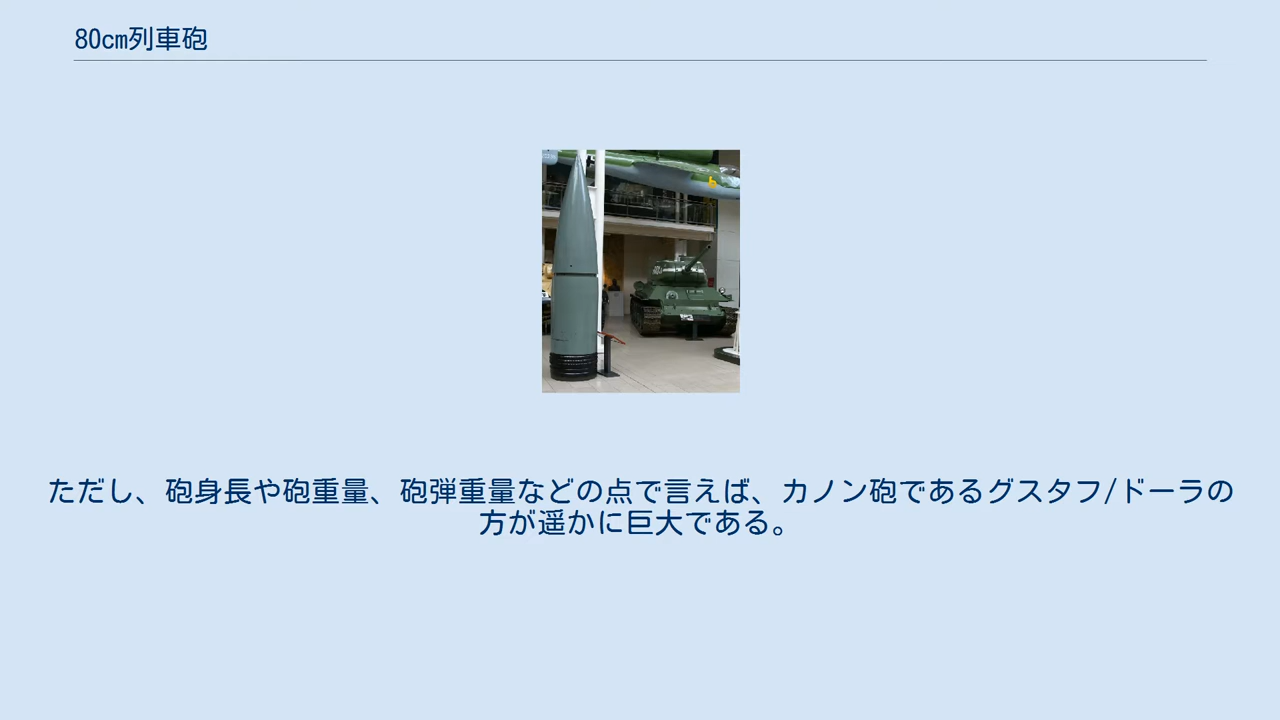 80cm列車砲
ただし、砲身長や砲重量、砲弾重量などの点で言えば、カノン砲であるグスタフ/ドーラの
方が遥かに巨大である。